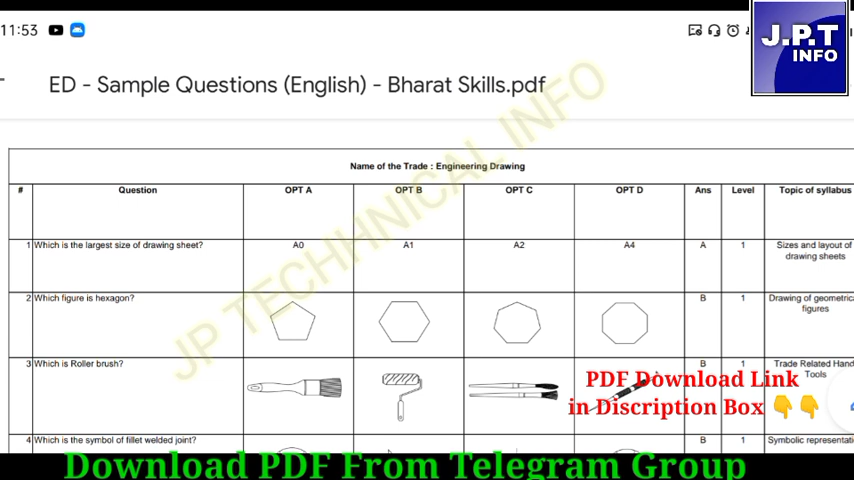 11:53
J.P.T
INFO
ED - Sample Questions (English) - Bharat Skills.pdf
JP TECHHNICAL INFO
Name of the Trade : Engineering Drawing
# Question OPT A OPT B OPT C OPT D Ans Level Topic of syllabus
1 Which is the largest size of drawing sheet? A0 A1 A2 A4 A 1 Sizes and layout of
drawing sheets
2 Which figure is hexagon? B 1 Drawing of geometrica
figures
3 Which is Roller brush? B 1 Trade Related Hand
Tools
PDF Download Link
in Discription Box 👇👇
4 Which is the symbol of fillet welded joint? B 1 Symbolic representati
Download PDF From Telegram Group